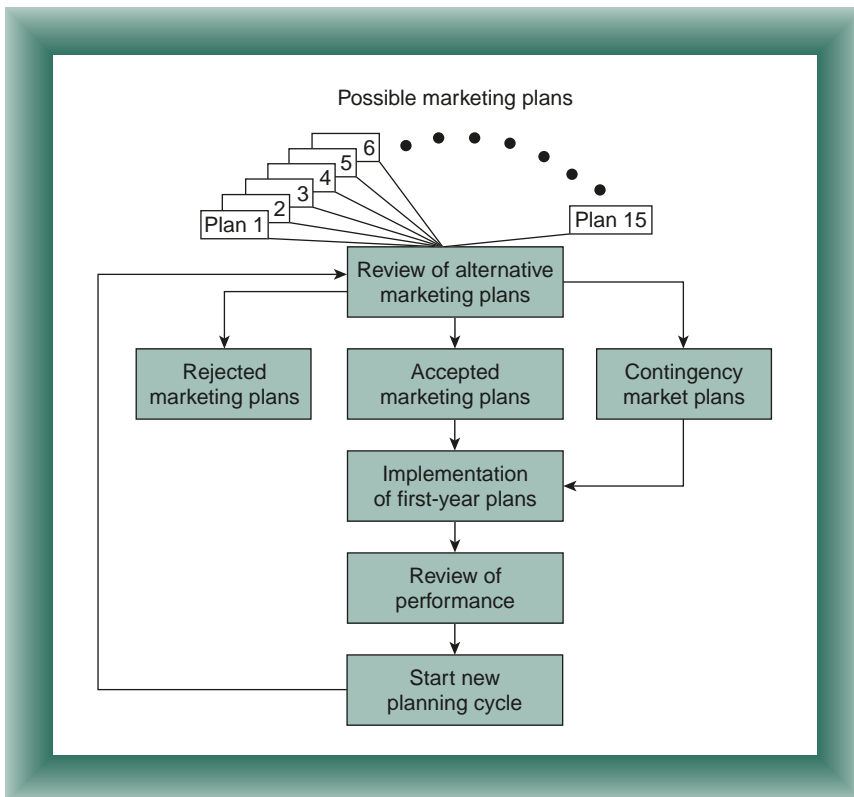 Possible marketing plans
6
5
4
3
2
Plan 1
Plan 15
Review of alternative
marketing plans
Rejected
marketing plans
Accepted
marketing plans
Contingency
market plans
Implementation
of first-year plans
Review of
performance
Start new
planning cycle